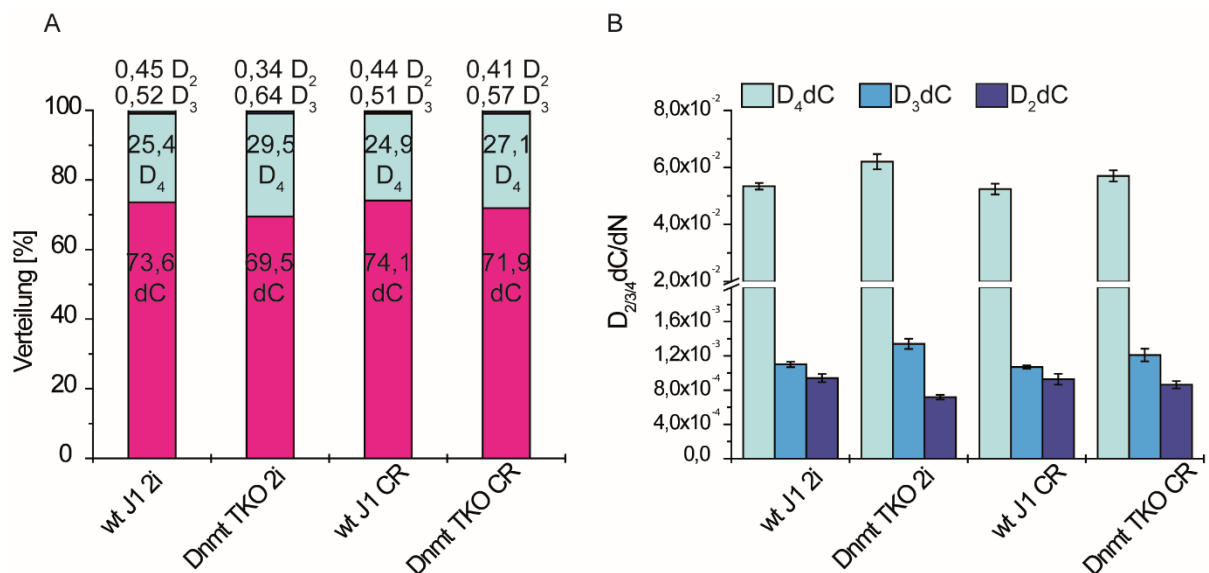 A
0,45 D₂ 0,34 D₂ 0,44 D₂ 0,41 D₂
0,52 D₃ 0,64 D₃ 0,51 D₃ 0,57 D₃
Verteilung [%]
100
80
60
40
20
0
25,4 29,5 24,9 27,1
D₄ D₄ D₄ D₄
73,6 69,5 74,1 71,9
dC dC dC dC
wt J1 2i Dnmt TKO 2i wt J1 CR Dnmt TKO CR
B
D₄dC D₃dC D₂dC
D₂/₃/₄dC/dN
8,0x10⁻²
6,0x10⁻²
4,0x10⁻²
2,0x10⁻²
1,6x10⁻³
1,2x10⁻³
8,0x10⁻⁴
4,0x10⁻⁴
0,0
wt J1 2i Dnmt TKO 2i wt J1 CR Dnmt TKO CR